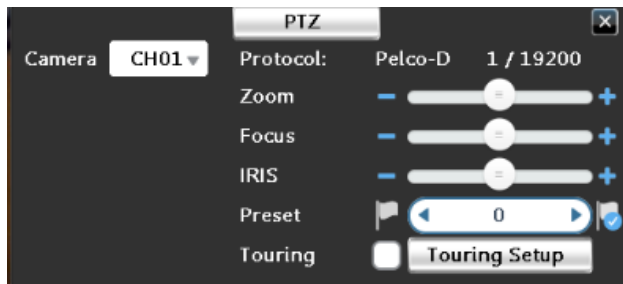 PTZ
Camera CH01 Protocol: Pelco-D 1 / 19200
Zoom
Focus
IRIS
Preset 0
Touring Touring Setup